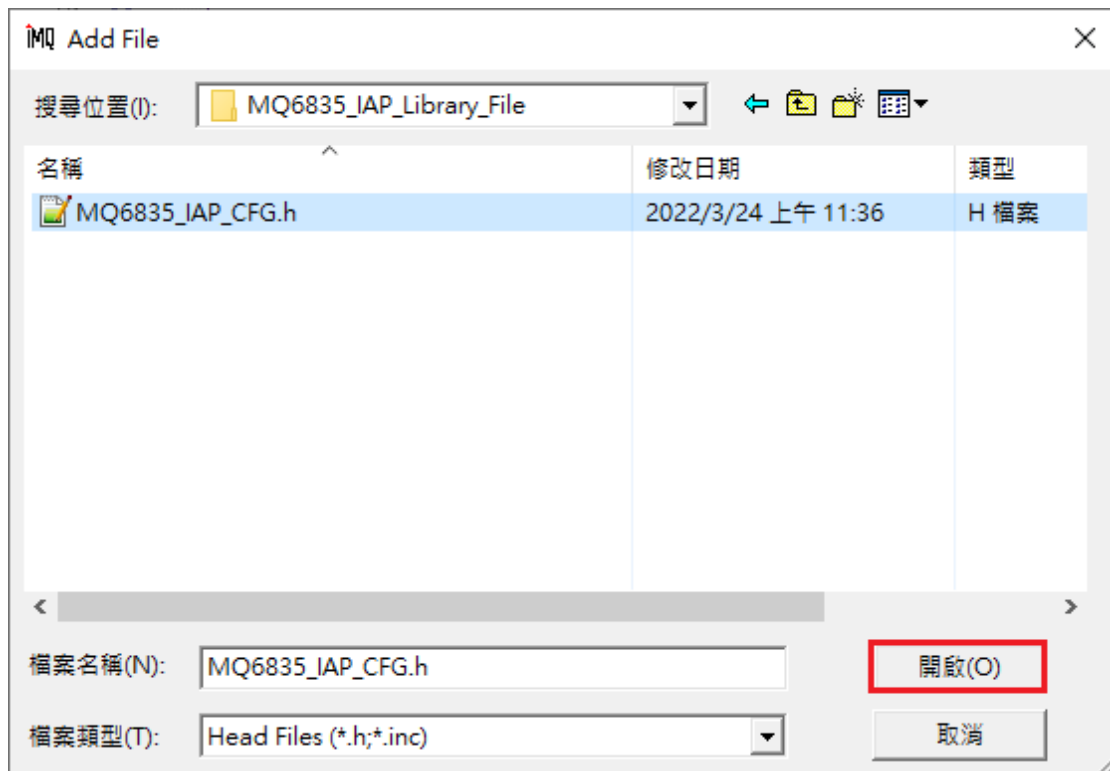 iMQ Add File
搜尋位置(I): MQ6835_IAP_Library_File
名稱 修改日期 類型
MQ6835_IAP_CFG.h 2022/3/24 上午 11:36 H 檔案
檔案名稱(N): MQ6835_IAP_CFG.h 開啟(O)
檔案類型(T): Head Files (*.h;*.inc) 取消